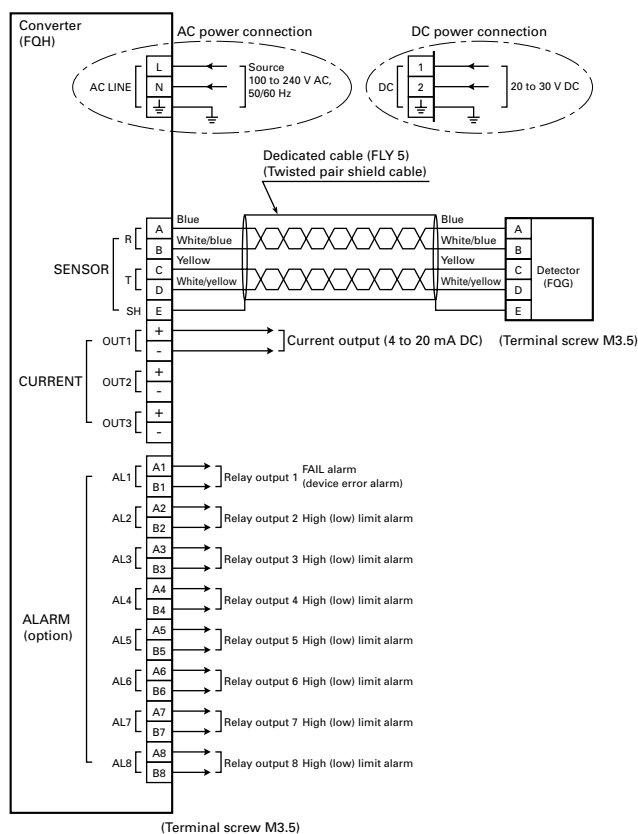 Converter
(FQH)
AC power connection
DC power connection
AC LINE
L
N
Source
100 to 240 V AC,
50/60 Hz
DC
1
2
20 to 30 V DC
Dedicated cable (FLY 5)
(Twisted pair shield cable)
SENSOR
R
T
SH
A
B
C
D
E
Blue
White/blue
Yellow
White/yellow
Blue
White/blue
Yellow
White/yellow
A
B
C
D
E
Detector
(FQG)
(Terminal screw M3.5)
CURRENT
OUT1
+
-
Current output (4 to 20 mA DC)
OUT2
+
-
OUT3
+
-
ALARM
(option)
AL1
A1
B1
Relay output 1 FAIL alarm
(device error alarm)
AL2
A2
B2
Relay output 2 High (low) limit alarm
AL3
A3
B3
Relay output 3 High (low) limit alarm
AL4
A4
B4
Relay output 4 High (low) limit alarm
AL5
A5
B5
Relay output 5 High (low) limit alarm
AL6
A6
B6
Relay output 6 High (low) limit alarm
AL7
A7
B7
Relay output 7 High (low) limit alarm
AL8
A8
B8
Relay output 8 High (low) limit alarm
(Terminal screw M3.5)